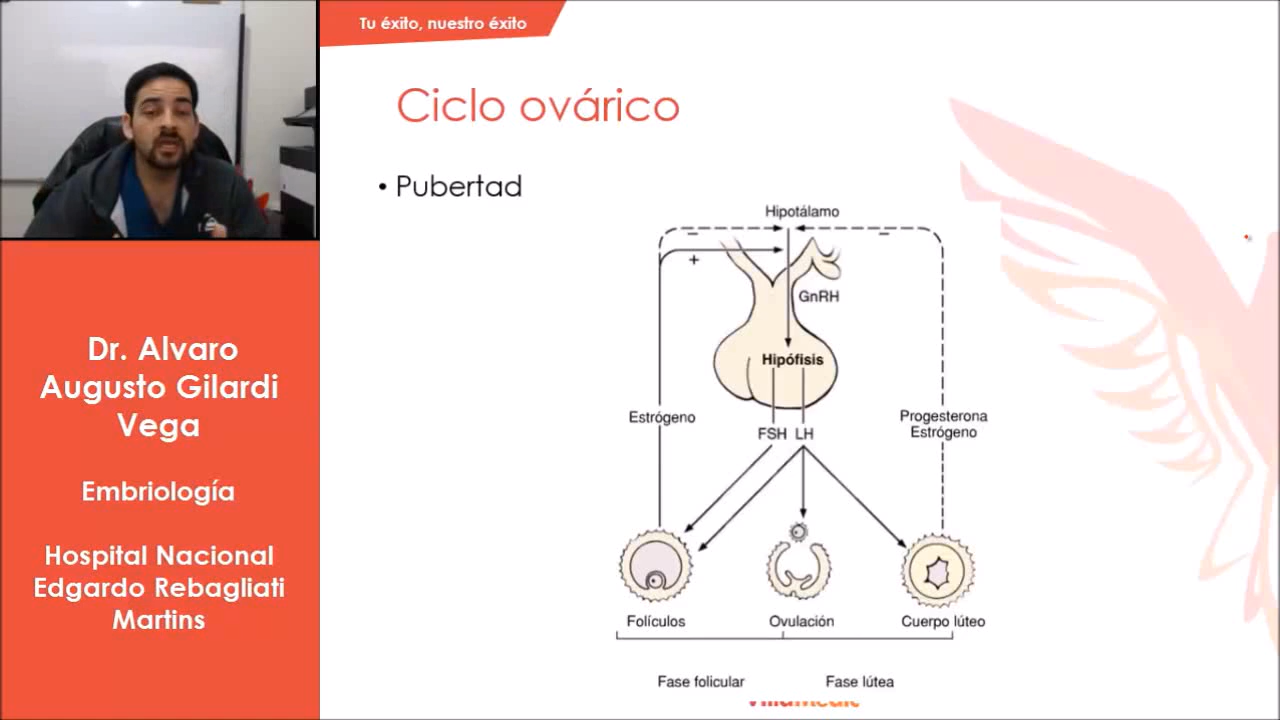 Tu éxito, nuestro éxito
Ciclo ovárico
• Pubertad
Hipotálamo
GnRH
Hipófisis
Estrógeno
Progesterona
Estrógeno
FSH LH
Folículos
Ovulación
Cuerpo lúteo
Fase folicular
Fase lútea
Dr. Alvaro
Augusto Gilardi
Vega
Embriología
Hospital Nacional
Edgardo Rebagliati
Martins